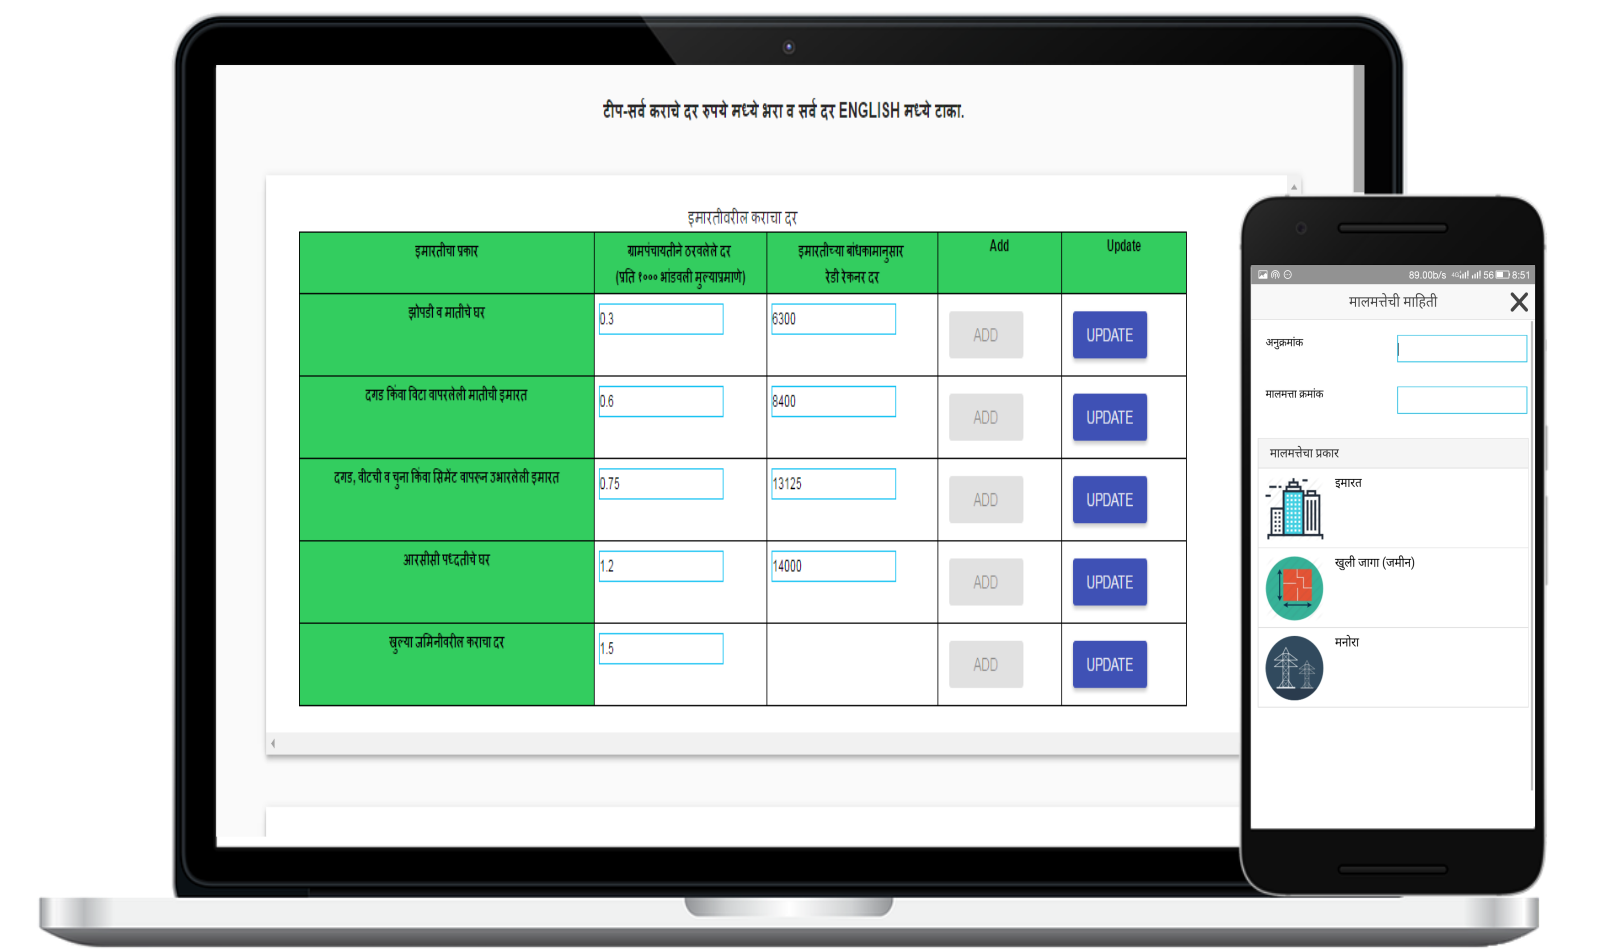 टीप-सर्व कराचे दर रुपये मध्ये भरा व सर्व दर ENGLISH मध्ये टाका.
इमारतीवरील कराचा दर
इमारतीचा प्रकार
ग्रामपंचायतीने ठरवलेले दर
(प्रति १००० भांडवली मुल्याप्रमाणे)
इमारतीच्या बांधकामानुसार
रेडी रेकनर दर
Add
Update
झोपडी व मातीचे घर
0.3
6300
ADD
UPDATE
दगड किंवा विटा वापरलेली मातीची इमारत
0.6
8400
ADD
UPDATE
दगड, वीटची व चुना किंवा सिमेंट वापरून उभारलेली इमारत
0.75
13125
ADD
UPDATE
आरसीसी पध्दतीचे घर
1.2
14000
ADD
UPDATE
खुल्या जमिनीवरील कराचा दर
1.5
ADD
UPDATE
89.00b/s 4G 56 8:51
मालमत्तेची माहिती
अनुक्रमांक
मालमत्ता क्रमांक
मालमत्तेचा प्रकार
इमारत
खुली जागा (जमीन)
मनोरा